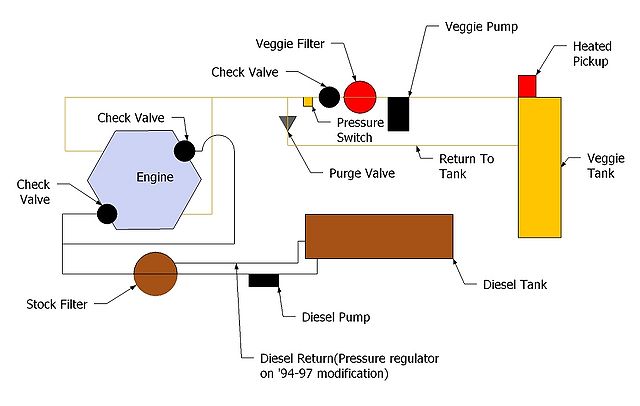 Veggie Pump
Veggie Filter
Heated
Pickup
Check Valve
Check Valve
Pressure
Switch
Return To
Tank
Veggie
Tank
Purge Valve
Engine
Check
Valve
Diesel Tank
Stock Filter
Diesel Pump
Diesel Return(Pressure regulator
on '94-97 modification)